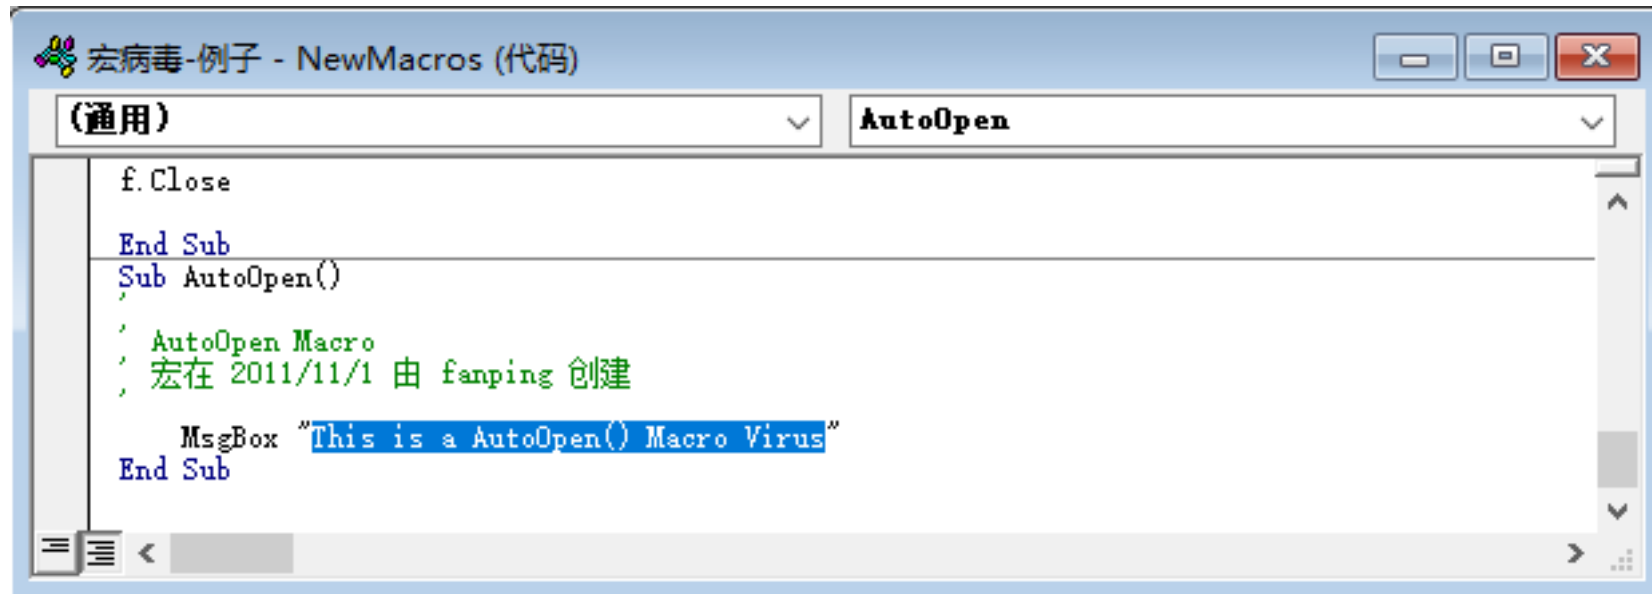 宏病毒-例子 - NewMacros (代码)
(通用) AutoOpen
f.Close
End Sub
Sub AutoOpen()
'
' AutoOpen Macro
' 宏在 2011/11/1 由 fanping 创建
'
MsgBox "This is a AutoOpen() Macro Virus"
End Sub